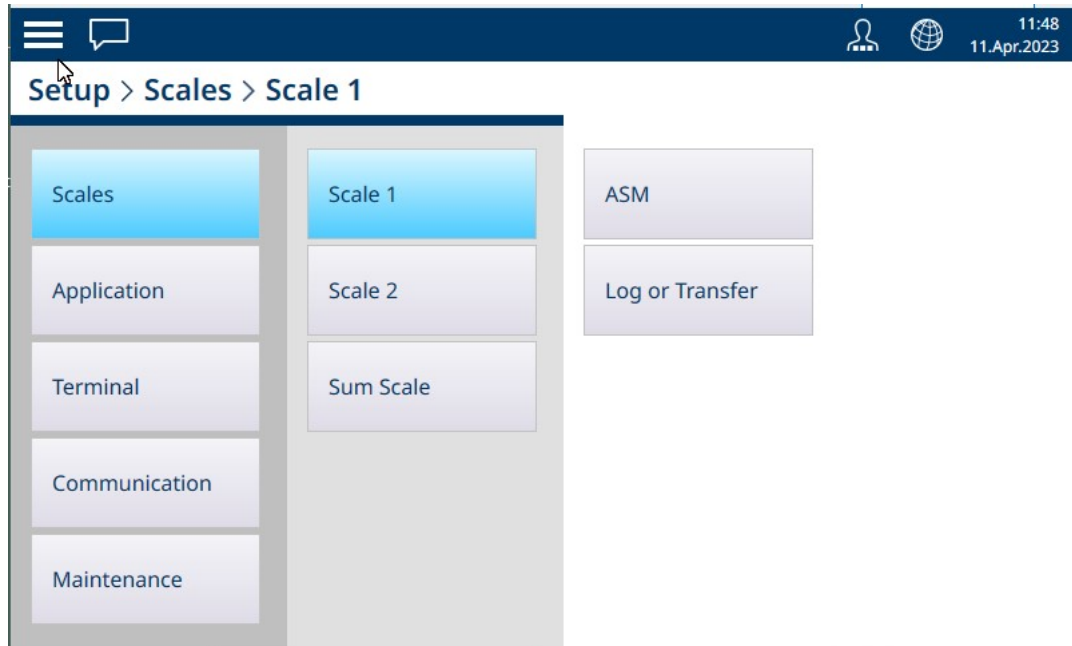 11:48
11.Apr.2023
Setup > Scales > Scale 1
Scales
Scale 1
ASM
Application
Scale 2
Log or Transfer
Terminal
Sum Scale
Communication
Maintenance